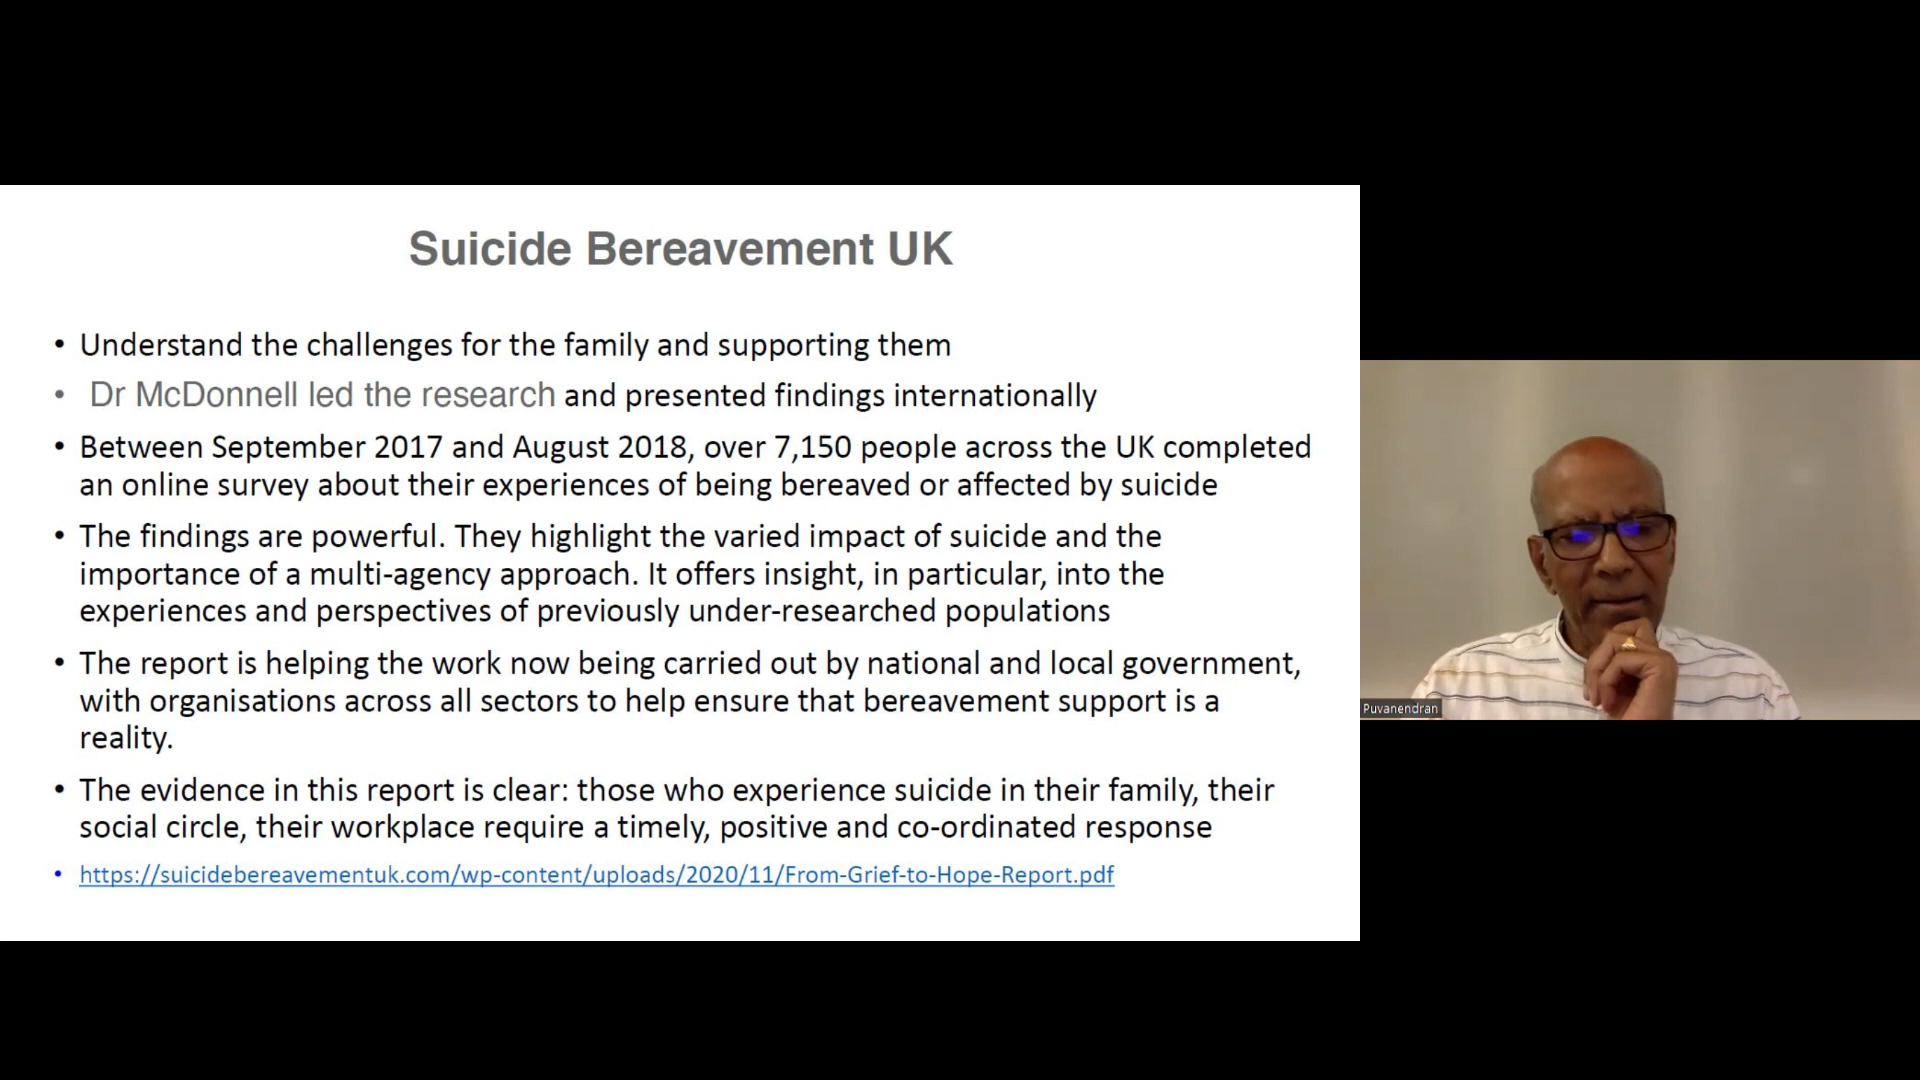 Suicide Bereavement UK
• Understand the challenges for the family and supporting them
• Dr McDonnell led the research and presented findings internationally
• Between September 2017 and August 2018, over 7,150 people across the UK completed
an online survey about their experiences of being bereaved or affected by suicide
• The findings are powerful. They highlight the varied impact of suicide and the
importance of a multi-agency approach. It offers insight, in particular, into the
experiences and perspectives of previously under-researched populations
• The report is helping the work now being carried out by national and local government,
with organisations across all sectors to help ensure that bereavement support is a
reality.
• The evidence in this report is clear: those who experience suicide in their family, their
social circle, their workplace require a timely, positive and co-ordinated response
• https://suicidebereavementuk.com/wp-content/uploads/2020/11/From-Grief-to-Hope-Report.pdf
Puvanendran